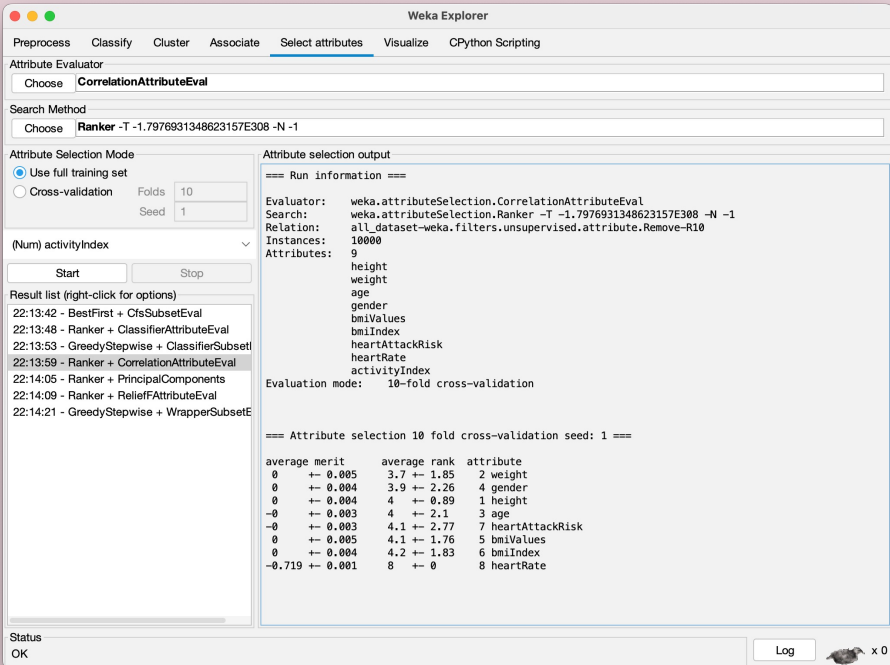 Weka Explorer
Preprocess Classify Cluster Associate Select attributes Visualize CPython Scripting
Attribute Evaluator
Choose CorrelationAttributeEval
Search Method
Choose Ranker -T -1.7976931348623157E308 -N -1
Attribute Selection Mode
Use full training set
Cross-validation Folds 10
Seed 1
(Num) activityIndex
Start Stop
Result list (right-click for options)
22:13:42 - BestFirst + CfsSubsetEval
22:13:48 - Ranker + ClassifierAttributeEval
22:13:53 - GreedyStepwise + ClassifierSubsetI
22:13:59 - Ranker + CorrelationAttributeEval
22:14:05 - Ranker + PrincipalComponents
22:14:09 - Ranker + ReliefFAttributeEval
22:14:21 - GreedyStepwise + WrapperSubsetE
Attribute selection output
=== Run information ===
Evaluator: weka.attributeSelection.CorrelationAttributeEval
Search: weka.attributeSelection.Ranker -T -1.7976931348623157E308 -N -1
Relation: all_dataset-weka.filters.unsupervised.attribute.Remove-R10
Instances: 10000
Attributes: 9
height
weight
age
gender
bmiValues
bmiIndex
heartAttackRisk
heartRate
activityIndex
Evaluation mode: 10-fold cross-validation
=== Attribute selection 10 fold cross-validation seed: 1 ===
average merit average rank attribute
0 +- 0.005 3.7 +- 1.85 2 weight
0 +- 0.004 3.9 +- 2.26 4 gender
0 +- 0.004 4 +- 0.89 1 height
-0 +- 0.003 4 +- 2.1 3 age
-0 +- 0.003 4.1 +- 2.77 7 heartAttackRisk
0 +- 0.005 4.1 +- 1.76 5 bmiValues
0 +- 0.004 4.2 +- 1.83 6 bmiIndex
-0.719 +- 0.001 8 +- 0 8 heartRate
Status
OK
Log x 0